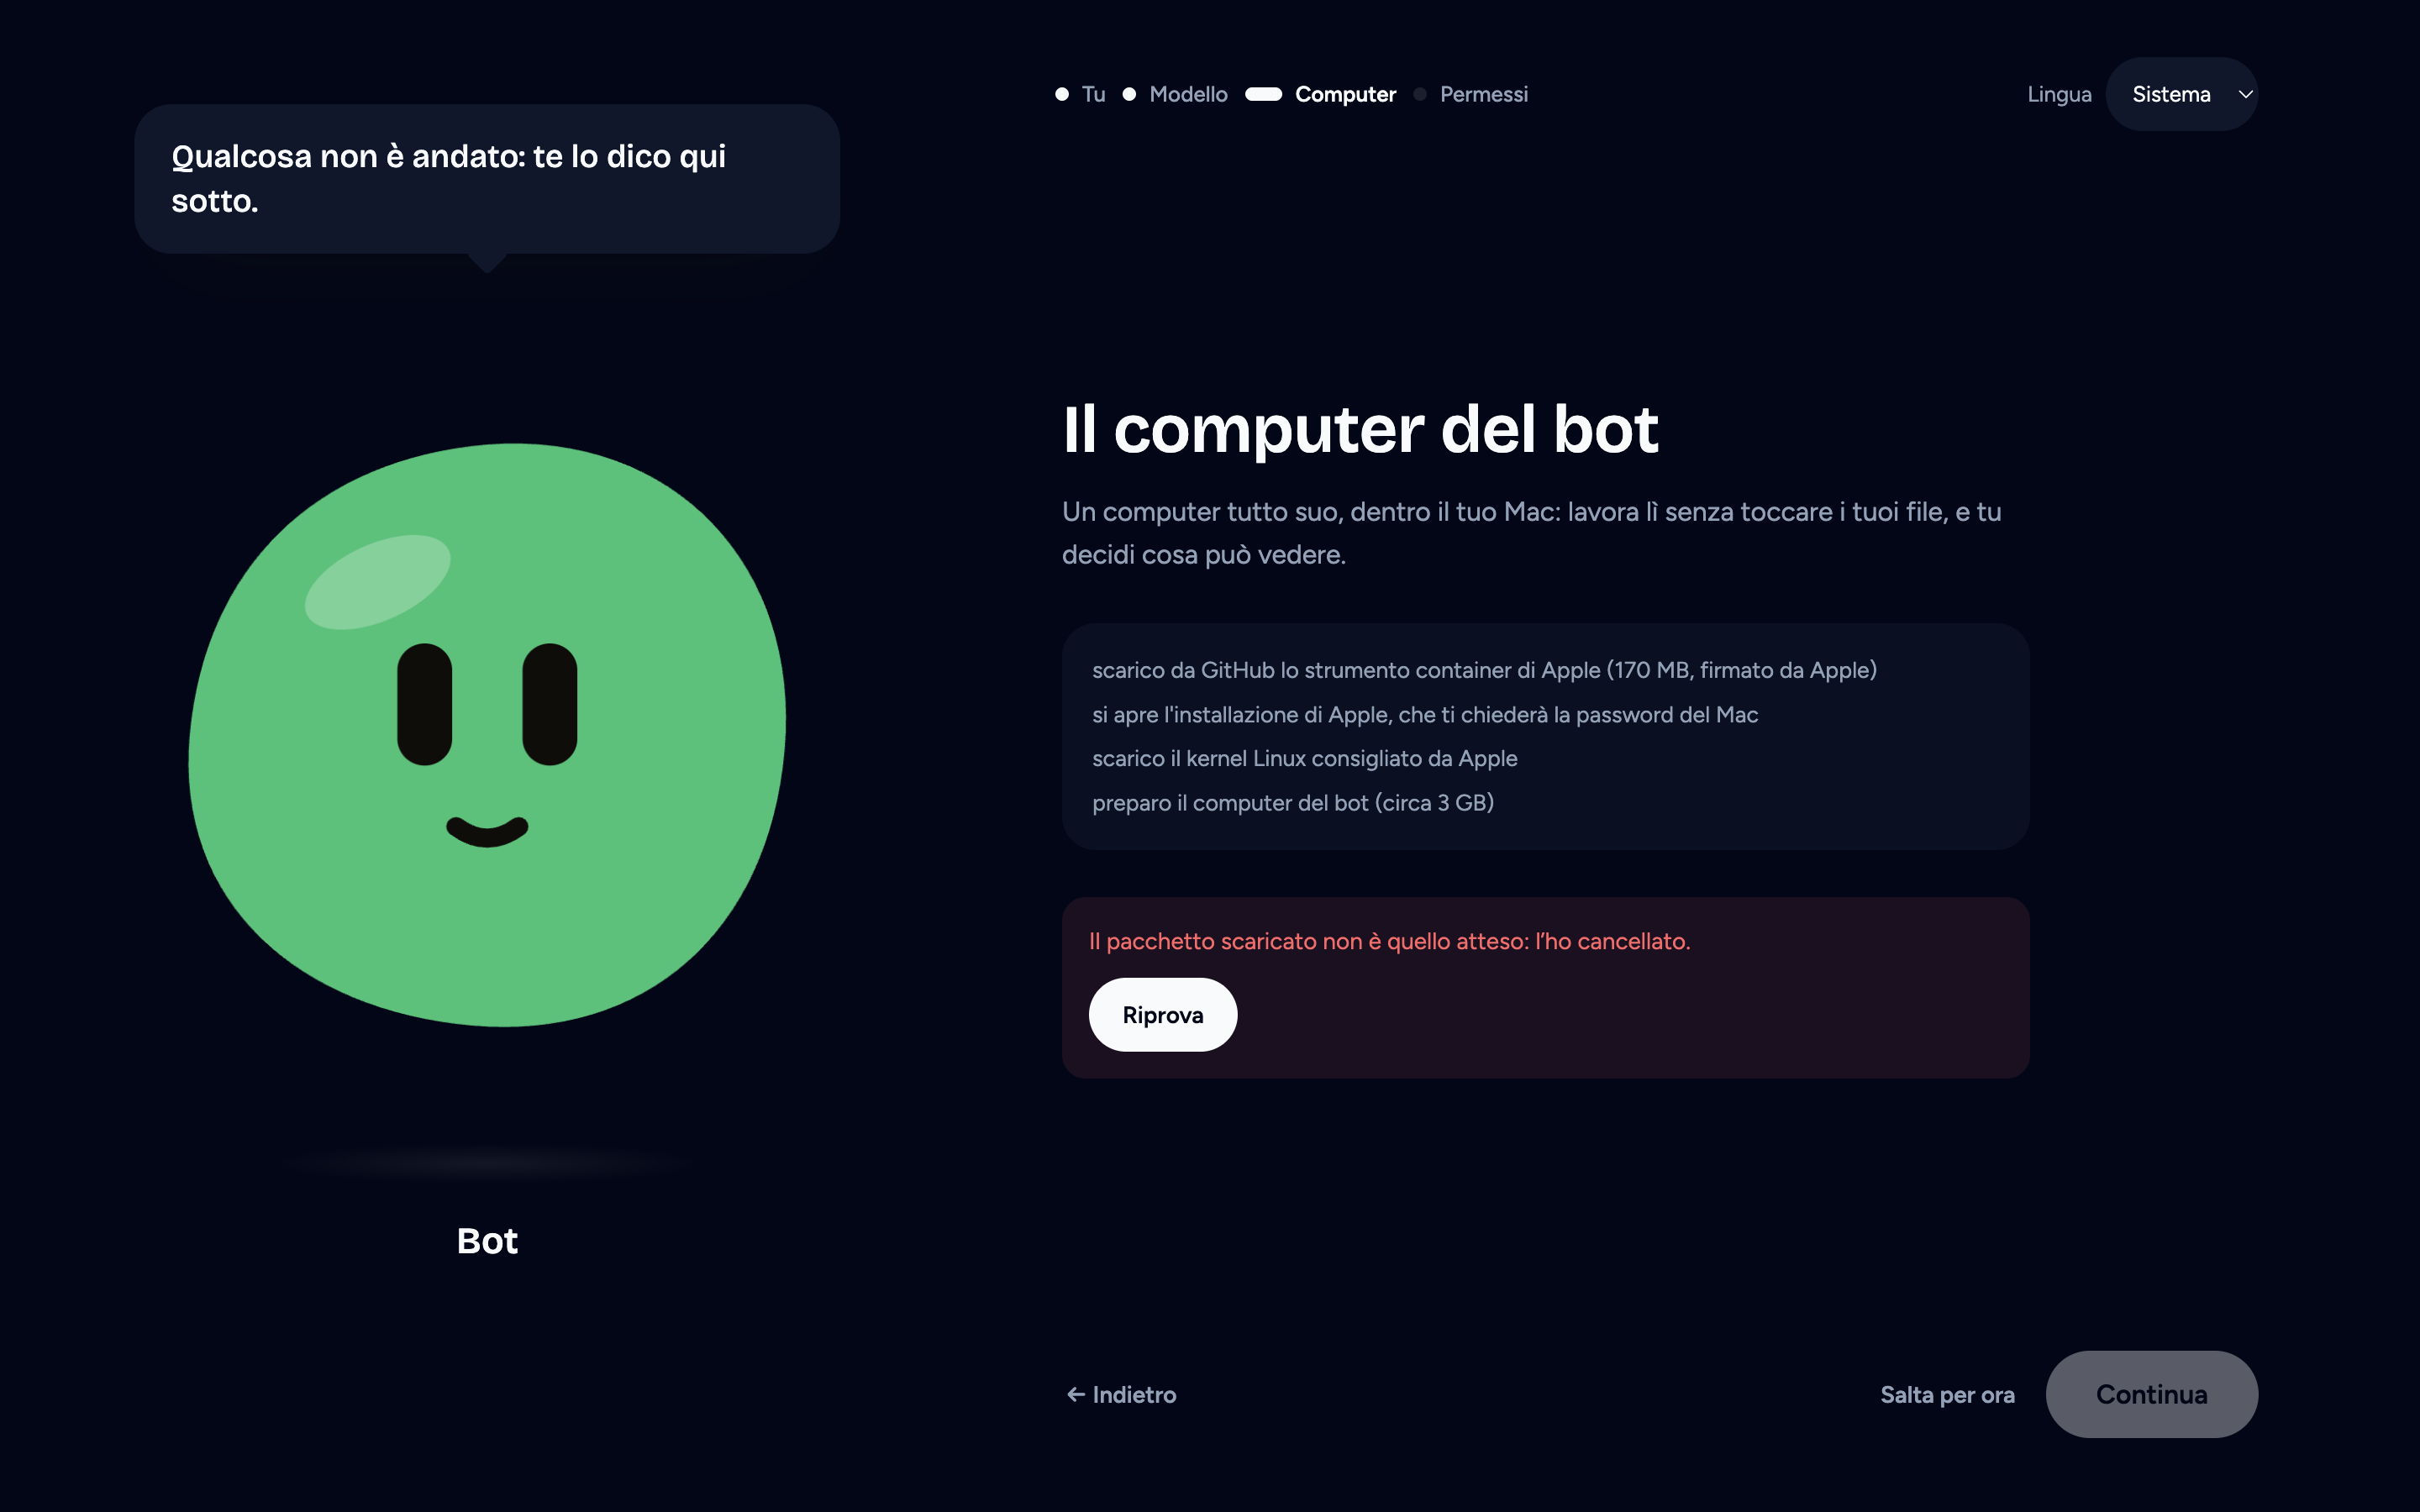 Qualcosa non è andato: te lo dico qui
sotto.
Bot
Tu
Modello
Computer
Permessi
Lingua
Sistema
Il computer del bot
Un computer tutto suo, dentro il tuo Mac: lavora lì senza toccare i tuoi file, e tu
decidi cosa può vedere.
scarico da GitHub lo strumento container di Apple (170 MB, firmato da Apple)
si apre l'installazione di Apple, che ti chiederà la password del Mac
scarico il kernel Linux consigliato da Apple
preparo il computer del bot (circa 3 GB)
Il pacchetto scaricato non è quello atteso: l’ho cancellato.
Riprova
← Indietro
Salta per ora
Continua